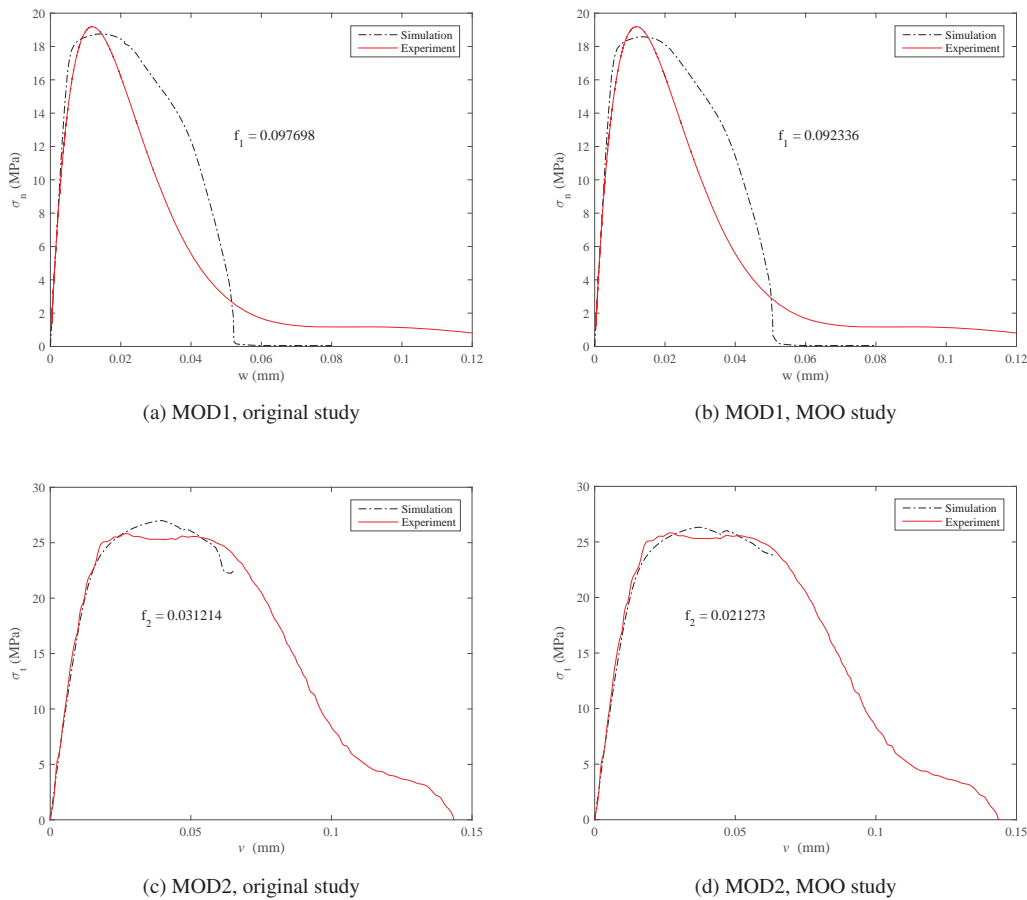 20
18
16
14
12
10
8
6
4
2
0
σn (MPa)
Simulation
Experiment
f1 = 0.097698
0 0.02 0.04 0.06 0.08 0.1 0.12
w (mm)
(a) MOD1, original study
20
18
16
14
12
10
8
6
4
2
0
σn (MPa)
Simulation
Experiment
f1 = 0.092336
0 0.02 0.04 0.06 0.08 0.1 0.12
w (mm)
(b) MOD1, MOO study
30
25
20
15
10
5
0
σt (MPa)
Simulation
Experiment
f2 = 0.031214
0 0.05 0.1 0.15
v (mm)
(c) MOD2, original study
30
25
20
15
10
5
0
σt (MPa)
Simulation
Experiment
f2 = 0.021273
0 0.05 0.1 0.15
v (mm)
(d) MOD2, MOO study